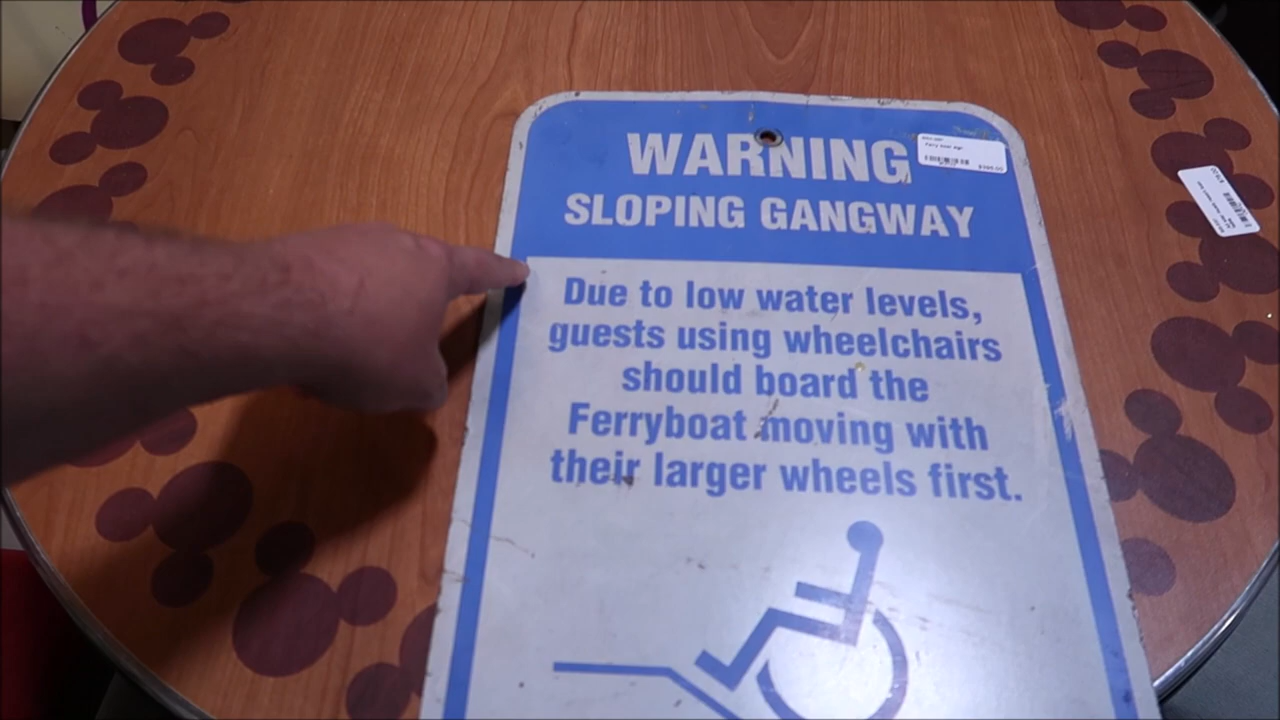 WARNING
SLOPING GANGWAY
Due to low water levels,
guests using wheelchairs
should board the
Ferryboat moving with
their larger wheels first.